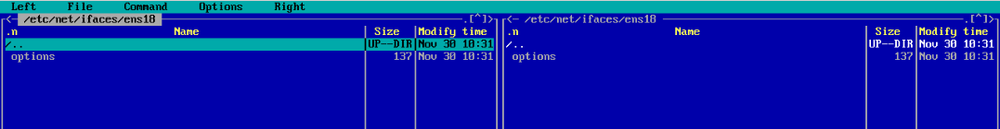 Left File Command Options Right
<- /etc/net/ifaces/ens18 .[^]> <- /etc/net/ifaces/ens18 .[^]>
.n Name Size Modify time .n Name Size Modify time
/.. UP--DIR Nov 30 10:31 /.. UP--DIR Nov 30 10:31
options 137 Nov 30 10:31 options 137 Nov 30 10:31